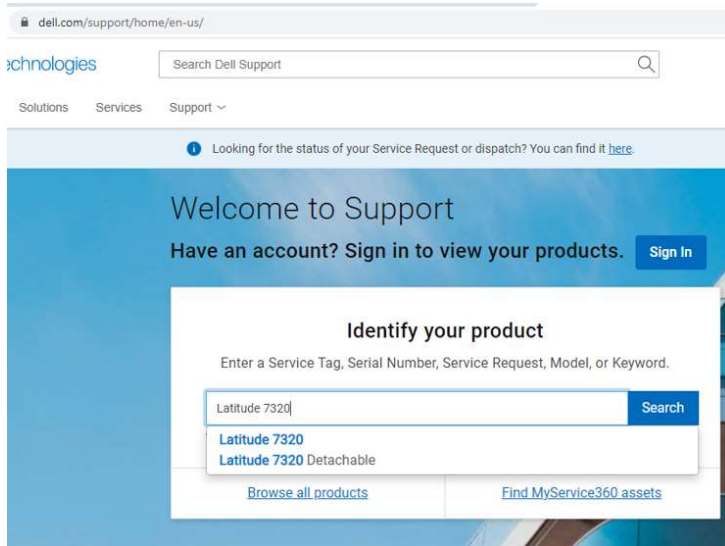 dell.com/support/home/en-us/
echnologies
Search Dell Support
Solutions Services Support
Looking for the status of your Service Request or dispatch? You can find it here.
Welcome to Support
Have an account? Sign in to view your products. Sign In
Identify your product
Enter a Service Tag, Serial Number, Service Request, Model, or Keyword.
Latitude 7320 Search
Latitude 7320
Latitude 7320 Detachable
Browse all products Find MyService360 assets